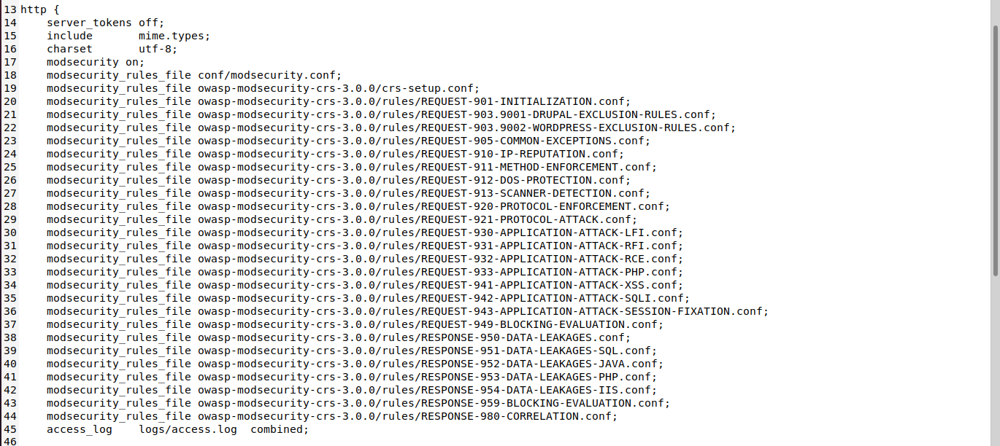 13 http {
14     server_tokens off;
15     include       mime.types;
16     charset       utf-8;
17     modsecurity on;
18     modsecurity_rules_file conf/modsecurity.conf;
19     modsecurity_rules_file owasp-modsecurity-crs-3.0.0/crs-setup.conf;
20     modsecurity_rules_file owasp-modsecurity-crs-3.0.0/rules/REQUEST-901-INITIALIZATION.conf;
21     modsecurity_rules_file owasp-modsecurity-crs-3.0.0/rules/REQUEST-903.9001-DRUPAL-EXCLUSION-RULES.conf;
22     modsecurity_rules_file owasp-modsecurity-crs-3.0.0/rules/REQUEST-903.9002-WORDPRESS-EXCLUSION-RULES.conf;
23     modsecurity_rules_file owasp-modsecurity-crs-3.0.0/rules/REQUEST-905-COMMON-EXCEPTIONS.conf;
24     modsecurity_rules_file owasp-modsecurity-crs-3.0.0/rules/REQUEST-910-IP-REPUTATION.conf;
25     modsecurity_rules_file owasp-modsecurity-crs-3.0.0/rules/REQUEST-911-METHOD-ENFORCEMENT.conf;
26     modsecurity_rules_file owasp-modsecurity-crs-3.0.0/rules/REQUEST-912-DOS-PROTECTION.conf;
27     modsecurity_rules_file owasp-modsecurity-crs-3.0.0/rules/REQUEST-913-SCANNER-DETECTION.conf;
28     modsecurity_rules_file owasp-modsecurity-crs-3.0.0/rules/REQUEST-920-PROTOCOL-ENFORCEMENT.conf;
29     modsecurity_rules_file owasp-modsecurity-crs-3.0.0/rules/REQUEST-921-PROTOCOL-ATTACK.conf;
30     modsecurity_rules_file owasp-modsecurity-crs-3.0.0/rules/REQUEST-930-APPLICATION-ATTACK-LFI.conf;
31     modsecurity_rules_file owasp-modsecurity-crs-3.0.0/rules/REQUEST-931-APPLICATION-ATTACK-RFI.conf;
32     modsecurity_rules_file owasp-modsecurity-crs-3.0.0/rules/REQUEST-932-APPLICATION-ATTACK-RCE.conf;
33     modsecurity_rules_file owasp-modsecurity-crs-3.0.0/rules/REQUEST-933-APPLICATION-ATTACK-PHP.conf;
34     modsecurity_rules_file owasp-modsecurity-crs-3.0.0/rules/REQUEST-941-APPLICATION-ATTACK-XSS.conf;
35     modsecurity_rules_file owasp-modsecurity-crs-3.0.0/rules/REQUEST-942-APPLICATION-ATTACK-SQLI.conf;
36     modsecurity_rules_file owasp-modsecurity-crs-3.0.0/rules/REQUEST-943-APPLICATION-ATTACK-SESSION-FIXATION.conf;
37     modsecurity_rules_file owasp-modsecurity-crs-3.0.0/rules/REQUEST-949-BLOCKING-EVALUATION.conf;
38     modsecurity_rules_file owasp-modsecurity-crs-3.0.0/rules/RESPONSE-950-DATA-LEAKAGES.conf;
39     modsecurity_rules_file owasp-modsecurity-crs-3.0.0/rules/RESPONSE-951-DATA-LEAKAGES-SQL.conf;
40     modsecurity_rules_file owasp-modsecurity-crs-3.0.0/rules/RESPONSE-952-DATA-LEAKAGES-JAVA.conf;
41     modsecurity_rules_file owasp-modsecurity-crs-3.0.0/rules/RESPONSE-953-DATA-LEAKAGES-PHP.conf;
42     modsecurity_rules_file owasp-modsecurity-crs-3.0.0/rules/RESPONSE-954-DATA-LEAKAGES-IIS.conf;
43     modsecurity_rules_file owasp-modsecurity-crs-3.0.0/rules/RESPONSE-959-BLOCKING-EVALUATION.conf;
44     modsecurity_rules_file owasp-modsecurity-crs-3.0.0/rules/RESPONSE-980-CORRELATION.conf;
45     access_log    logs/access.log  combined;
46